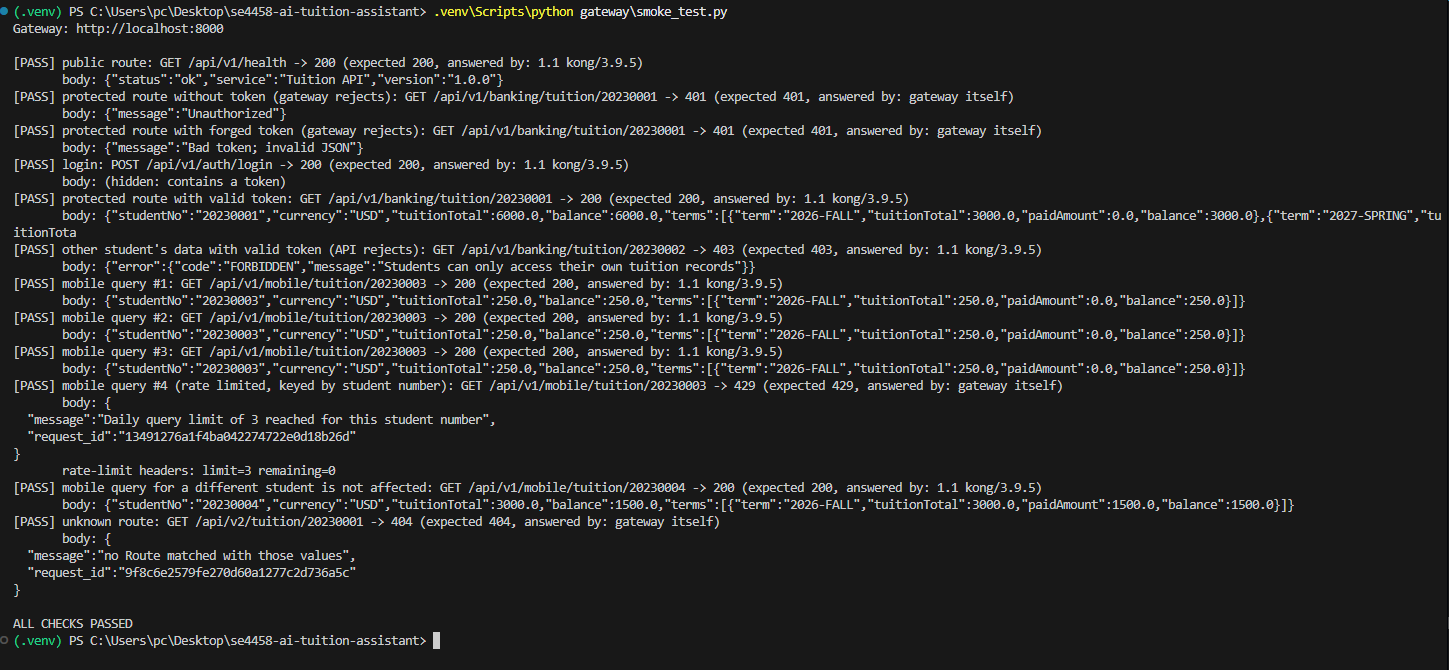 (.venv) PS C:\Users\pc\Desktop\se4458-ai-tuition-assistant> .venv\Scripts\python gateway\smoke_test.py
Gateway: http://localhost:8000
[PASS] public route: GET /api/v1/health -> 200 (expected 200, answered by: 1.1 kong/3.9.5)
body: {"status":"ok","service":"Tuition API","version":"1.0.0"}
[PASS] protected route without token (gateway rejects): GET /api/v1/banking/tuition/20230001 -> 401 (expected 401, answered by: gateway itself)
body: {"message":"Unauthorized"}
[PASS] protected route with forged token (gateway rejects): GET /api/v1/banking/tuition/20230001 -> 401 (expected 401, answered by: gateway itself)
body: {"message":"Bad token; invalid JSON"}
[PASS] login: POST /api/v1/auth/login -> 200 (expected 200, answered by: 1.1 kong/3.9.5)
body: (hidden: contains a token)
[PASS] protected route with valid token: GET /api/v1/banking/tuition/20230001 -> 200 (expected 200, answered by: 1.1 kong/3.9.5)
body: {"studentNo":"20230001","currency":"USD","tuitionTotal":6000.0,"balance":6000.0,"terms":[{"term":"2026-FALL","tuitionTotal":3000.0,"paidAmount":0.0,"balance":3000.0},{"term":"2027-SPRING","tu
itionTota
[PASS] other student's data with valid token (API rejects): GET /api/v1/banking/tuition/20230002 -> 403 (expected 403, answered by: 1.1 kong/3.9.5)
body: {"error":{"code":"FORBIDDEN","message":"Students can only access their own tuition records"}}
[PASS] mobile query #1: GET /api/v1/mobile/tuition/20230003 -> 200 (expected 200, answered by: 1.1 kong/3.9.5)
body: {"studentNo":"20230003","currency":"USD","tuitionTotal":250.0,"balance":250.0,"terms":[{"term":"2026-FALL","tuitionTotal":250.0,"paidAmount":0.0,"balance":250.0}]}
[PASS] mobile query #2: GET /api/v1/mobile/tuition/20230003 -> 200 (expected 200, answered by: 1.1 kong/3.9.5)
body: {"studentNo":"20230003","currency":"USD","tuitionTotal":250.0,"balance":250.0,"terms":[{"term":"2026-FALL","tuitionTotal":250.0,"paidAmount":0.0,"balance":250.0}]}
[PASS] mobile query #3: GET /api/v1/mobile/tuition/20230003 -> 200 (expected 200, answered by: 1.1 kong/3.9.5)
body: {"studentNo":"20230003","currency":"USD","tuitionTotal":250.0,"balance":250.0,"terms":[{"term":"2026-FALL","tuitionTotal":250.0,"paidAmount":0.0,"balance":250.0}]}
[PASS] mobile query #4 (rate limited, keyed by student number): GET /api/v1/mobile/tuition/20230003 -> 429 (expected 429, answered by: gateway itself)
body: {
"message":"Daily query limit of 3 reached for this student number",
"request_id":"13491276a1f4ba042274722e0d18b26d"
}
rate-limit headers: limit=3 remaining=0
[PASS] mobile query for a different student is not affected: GET /api/v1/mobile/tuition/20230004 -> 200 (expected 200, answered by: 1.1 kong/3.9.5)
body: {"studentNo":"20230004","currency":"USD","tuitionTotal":3000.0,"balance":1500.0,"terms":[{"term":"2026-FALL","tuitionTotal":3000.0,"paidAmount":1500.0,"balance":1500.0}]}
[PASS] unknown route: GET /api/v2/tuition/20230001 -> 404 (expected 404, answered by: gateway itself)
body: {
"message":"no Route matched with those values",
"request_id":"9f8c6e2579fe270d60a1277c2d736a5c"
}
ALL CHECKS PASSED
(.venv) PS C:\Users\pc\Desktop\se4458-ai-tuition-assistant>